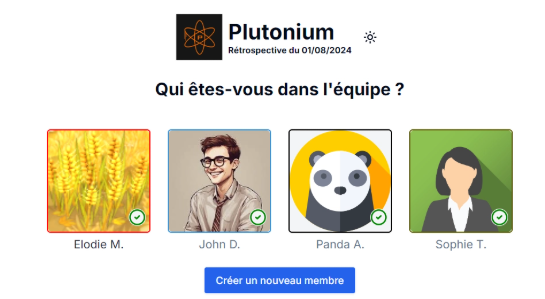 Plutonium
Rétrospective du 01/08/2024
Qui êtes-vous dans l'équipe ?
Elodie M.
John D.
Panda A.
Sophie T.
Créer un nouveau membre